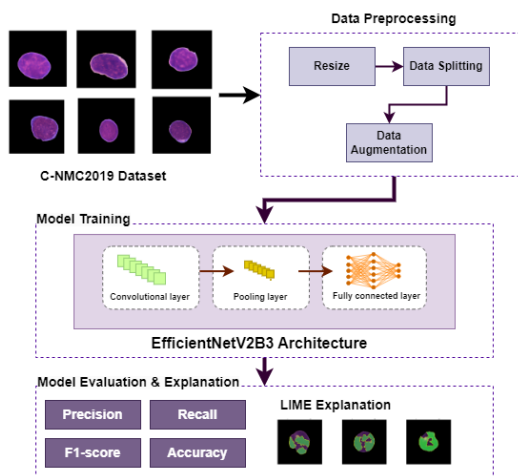 Data Preprocessing
Resize
Data Splitting
Data
Augmentation
C-NMC2019 Dataset
Model Training
Convolutional layer
Pooling layer
Fully connected layer
EfficientNetV2B3 Architecture
Model Evaluation & Explanation
Precision
Recall
F1-score
Accuracy
LIME Explanation